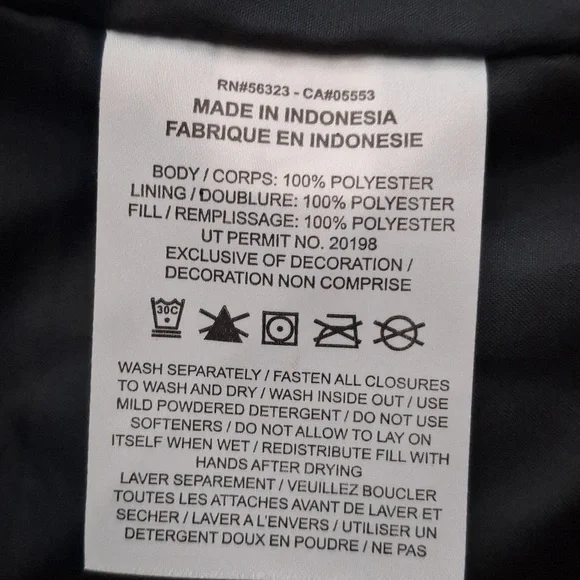 RN#56323 - CA#05553
MADE IN INDONESIA
FABRIQUE EN INDONESIE
BODY / CORPS: 100% POLYESTER
LINING / DOUBLURE: 100% POLYESTER
FILL / REMPLISSAGE: 100% POLYESTER
UT PERMIT NO. 20198
EXCLUSIVE OF DECORATION /
DECORATION NON COMPRISE
30C
WASH SEPARATELY / FASTEN ALL CLOSURES
TO WASH AND DRY / WASH INSIDE OUT / USE
MILD POWDERED DETERGENT / DO NOT USE
SOFTENERS / DO NOT ALLOW TO LAY ON
ITSELF WHEN WET / REDISTRIBUTE FILL WITH
HANDS AFTER DRYING
LAVER SEPAREMENT / VEUILLEZ BOUCLER
TOUTES LES ATTACHES AVANT DE LAVER ET
SECHER / LAVER A L'ENVERS / UTILISER UN
DETERGENT DOUX EN POUDRE / NE PAS